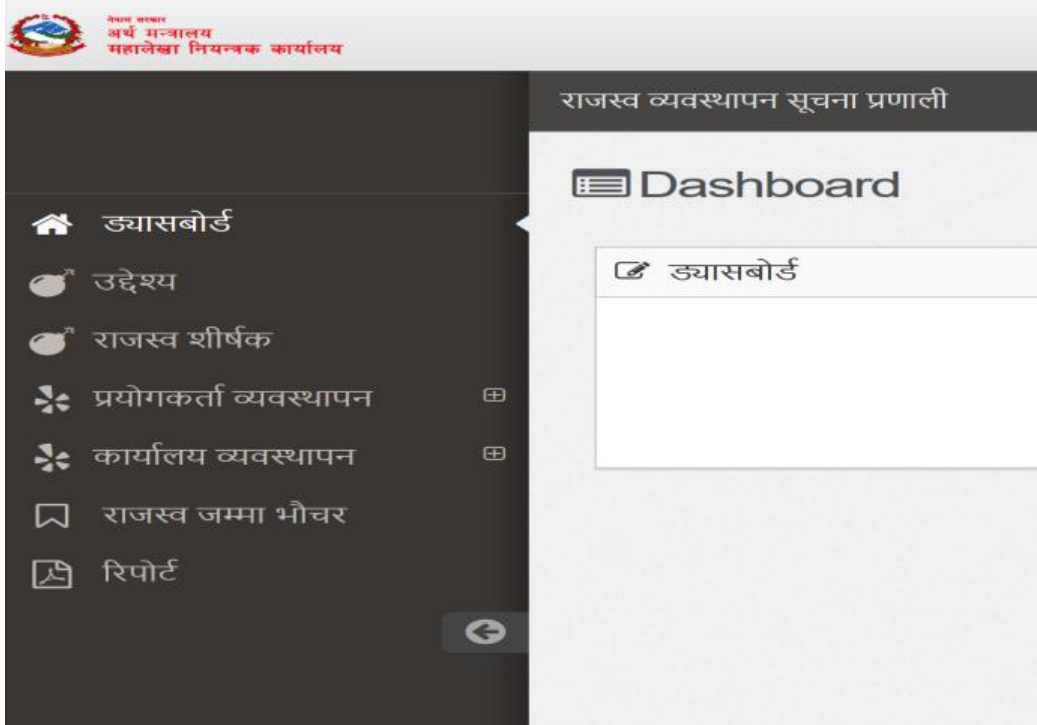 नेपाल सरकार
अर्थ मन्त्रालय
महालेखा नियन्त्रक कार्यालय
राजस्व व्यवस्थापन सूचना प्रणाली
Dashboard
ड्यासबोर्ड
ड्यासबोर्ड
उद्देश्य
राजस्व शीर्षक
प्रयोगकर्ता व्यवस्थापन
कार्यालय व्यवस्थापन
राजस्व जम्मा भौचर
रिपोर्ट